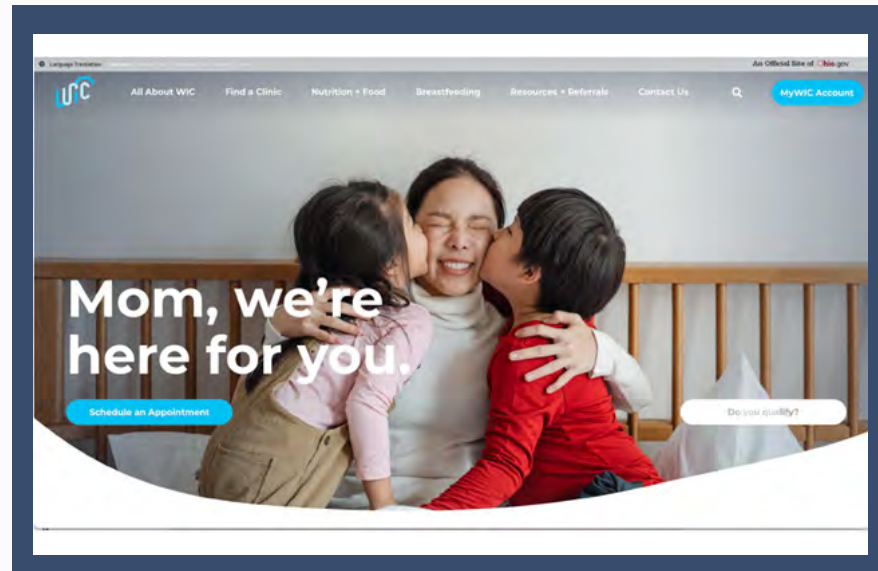 Language Translation
An Official Site of Ohio.gov
WIC
All About WIC
Find a Clinic
Nutrition + Food
Breastfeeding
Resources + Referrals
Contact Us
MyWIC Account
Mom, we're
here for you.
Schedule an Appointment
Do you qualify?